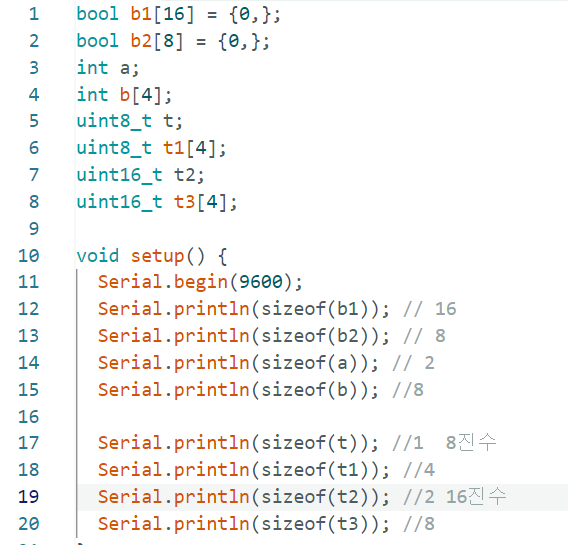 1 bool b1[16] = {0,};
2 bool b2[8] = {0,};
3 int a;
4 int b[4];
5 uint8_t t;
6 uint8_t t1[4];
7 uint16_t t2;
8 uint16_t t3[4];
9
10 void setup() {
11 Serial.begin(9600);
12 Serial.println(sizeof(b1)); // 16
13 Serial.println(sizeof(b2)); // 8
14 Serial.println(sizeof(a)); // 2
15 Serial.println(sizeof(b)); //8
16
17 Serial.println(sizeof(t)); //1 8진수
18 Serial.println(sizeof(t1)); //4
19 Serial.println(sizeof(t2)); //2 16진수
20 Serial.println(sizeof(t3)); //8